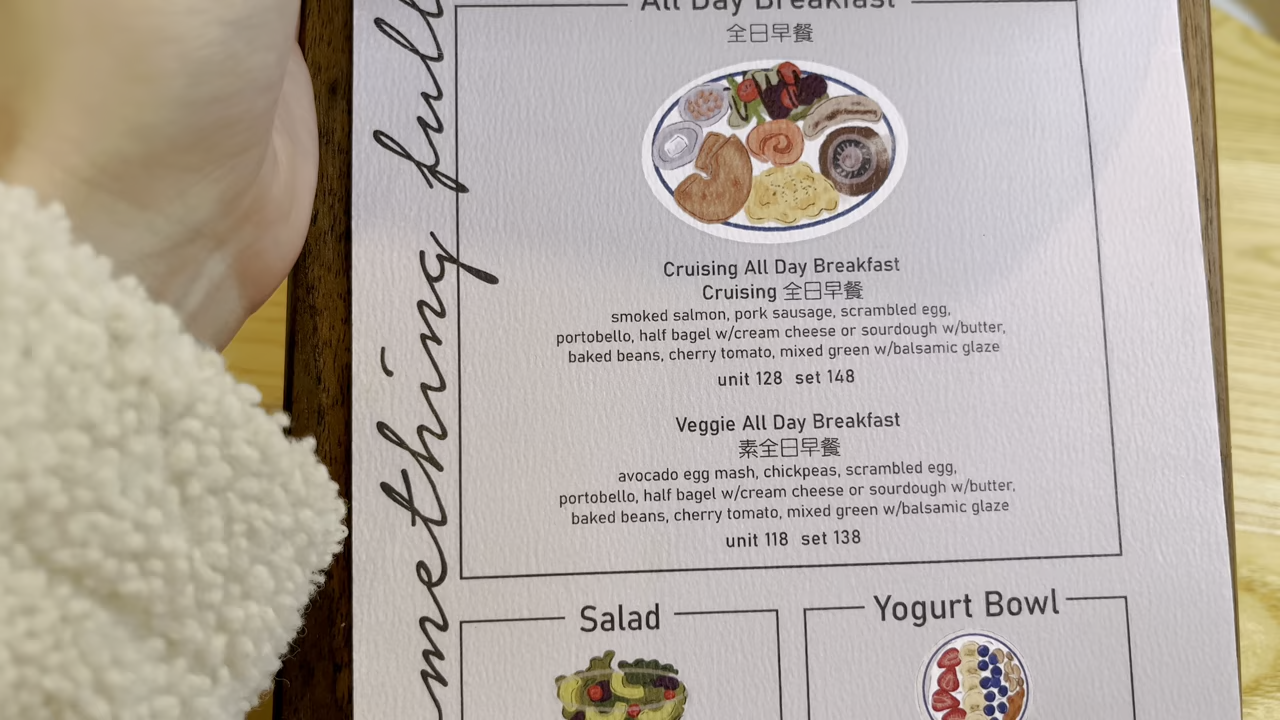 All Day Breakfast
全日早餐
Cruising All Day Breakfast
Cruising 全日早餐
smoked salmon, pork sausage, scrambled egg,
portobello, half bagel w/cream cheese or sourdough w/butter,
baked beans, cherry tomato, mixed green w/balsamic glaze
unit 128 set 148
Veggie All Day Breakfast
素全日早餐
avocado egg mash, chickpeas, scrambled egg,
portobello, half bagel w/cream cheese or sourdough w/butter,
baked beans, cherry tomato, mixed green w/balsamic glaze
unit 118 set 138
Salad
Yogurt Bowl
mething full